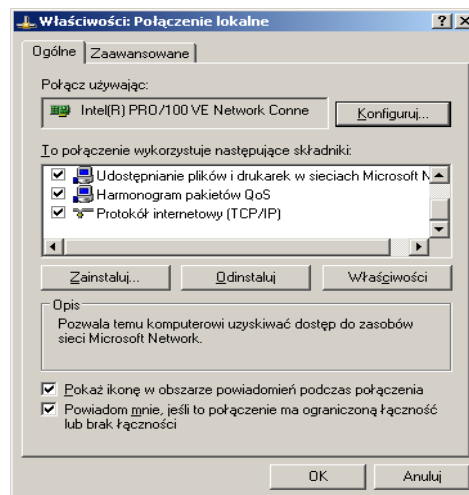 Właściwości: Połączenie lokalne
Ogólne
Zaawansowane
Połącz używając:
Intel(R) PRO/100 VE Network Conne
Konfiguruj...
To połączenie wykorzystuje następujące składniki:
Udostępnianie plików i drukarek w sieciach Microsoft N
Harmonogram pakietów QoS
Protokół internetowy (TCP/IP)
Zainstaluj...
Odinstaluj
Właściwości
Opis
Pozwala temu komputerowi uzyskiwać dostęp do zasobów
sieci Microsoft Network.
Pokaż ikonę w obszarze powiadomień podczas połączenia
Powiadom mnie, jeśli to połączenie ma ograniczoną łączność
lub brak łączności
OK
Anuluj